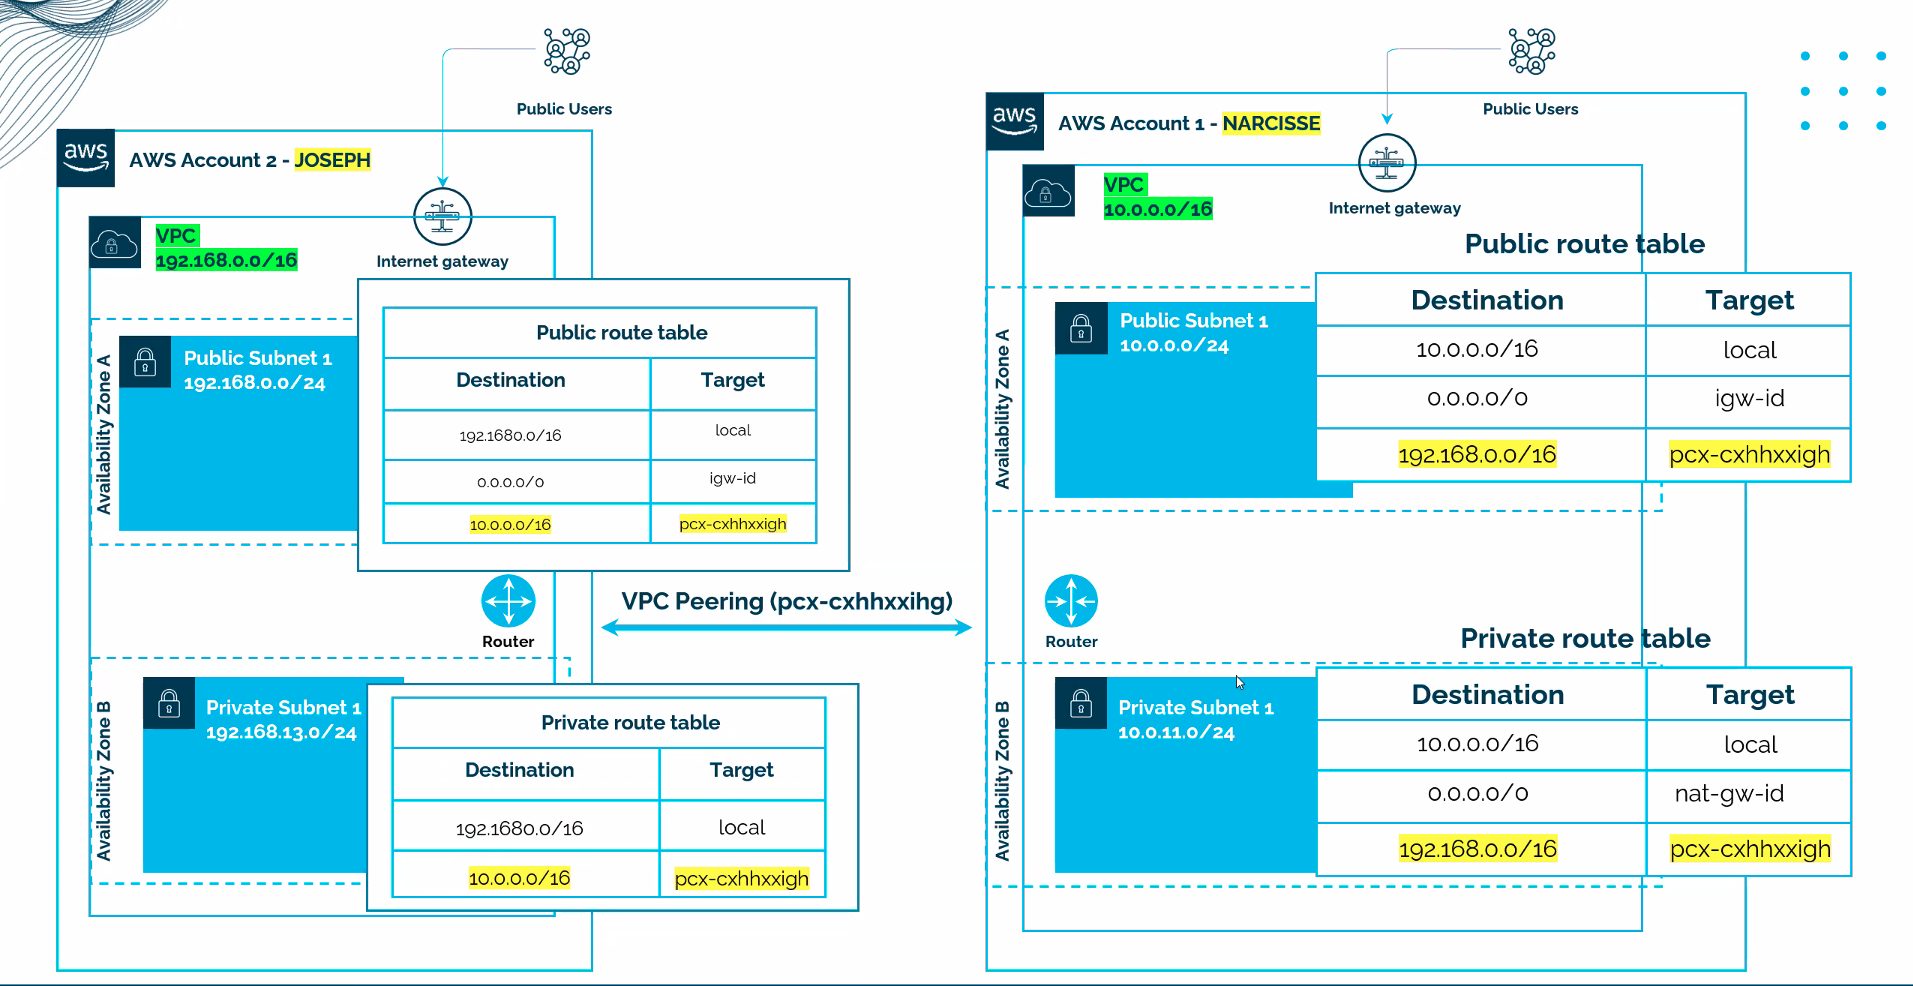 Public Users
aws
AWS Account 2 - JOSEPH
VPC
192.168.0.0/16
Internet gateway
Availability Zone A
Public Subnet 1
192.168.0.0/24
Public route table
Destination Target
192.1680.0/16 local
0.0.0.0/0 igw-id
10.0.0.0/16 pcx-cxhhxxigh
Router
Availability Zone B
Private Subnet 1
192.168.13.0/24
Private route table
Destination Target
192.1680.0/16 local
10.0.0.0/16 pcx-cxhhxxigh
VPC Peering (pcx-cxhhxxihg)
Public Users
aws
AWS Account 1 - NARCISSE
VPC
10.0.0.0/16
Internet gateway
Availability Zone A
Public Subnet 1
10.0.0.0/24
Public route table
Destination Target
10.0.0.0/16 local
0.0.0.0/0 igw-id
192.168.0.0/16 pcx-cxhhxxigh
Router
Availability Zone B
Private Subnet 1
10.0.11.0/24
Private route table
Destination Target
10.0.0.0/16 local
0.0.0.0/0 nat-gw-id
192.168.0.0/16 pcx-cxhhxxigh